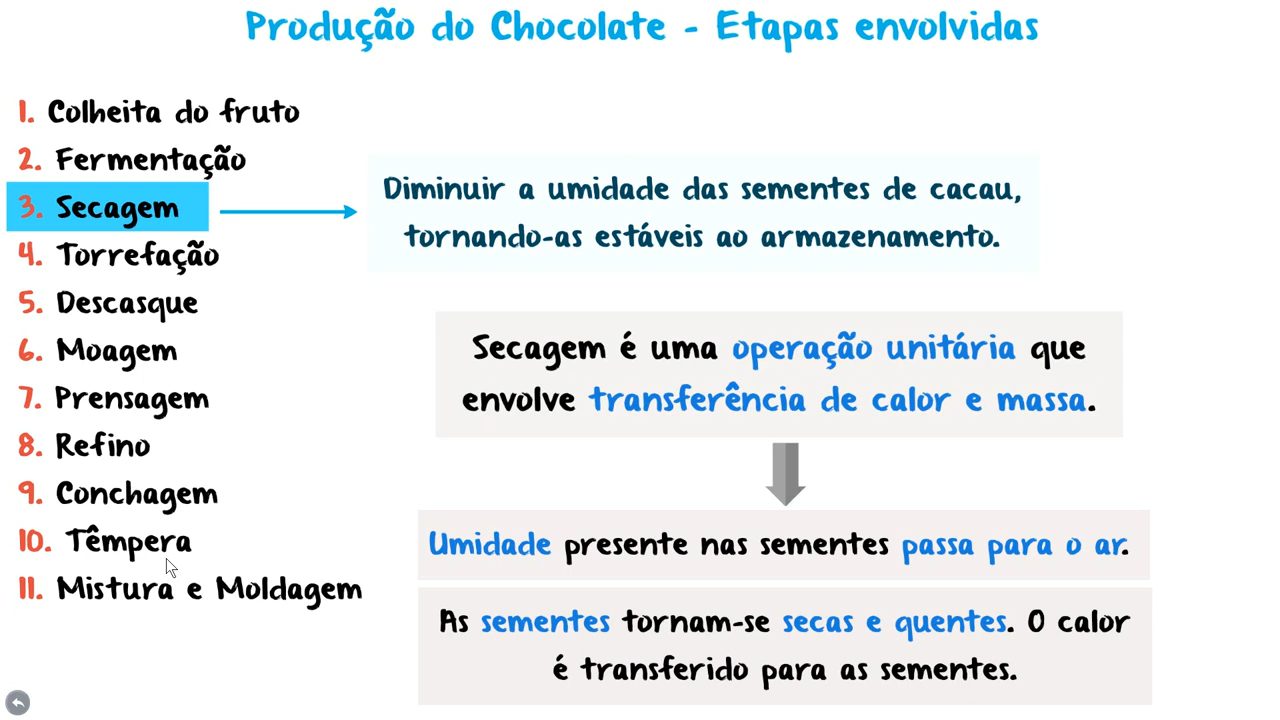 Produção do Chocolate - Etapas envolvidas
1. Colheita do fruto
2. Fermentação
3. Secagem
4. Torrefação
5. Descasque
6. Moagem
7. Prensagem
8. Refino
9. Conchagem
10. Têmpera
11. Mistura e Moldagem
Diminuir a umidade das sementes de cacau,
tornando-as estáveis ao armazenamento.
Secagem é uma operação unitária que
envolve transferência de calor e massa.
Umidade presente nas sementes passa para o ar.
As sementes tornam-se secas e quentes. O calor
é transferido para as sementes.